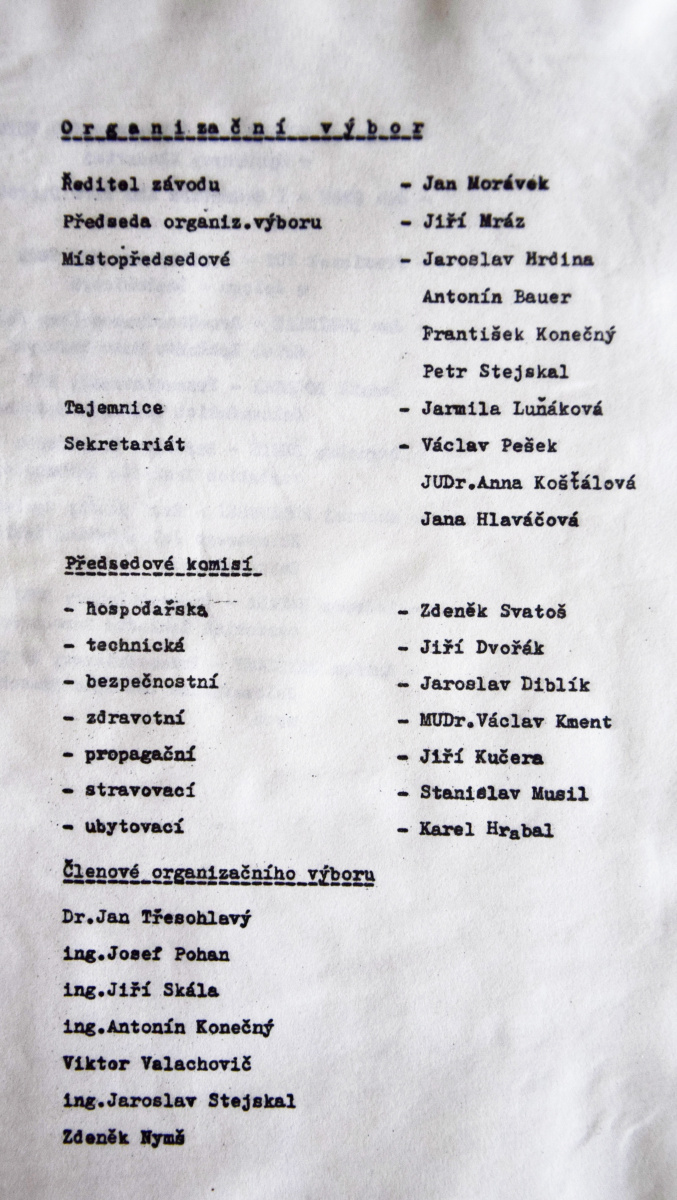 Organizační výbor
Ředitel závodu - Jan Morávek
Předseda organiz.výboru - Jiří Mráz
Místopředsedové - Jaroslav Hrdina
Antonín Bauer
František Konečný
Petr Stejskal
Tajemnice - Jarmila Luňáková
Sekretariát - Václav Pešek
JUDr.Anna Košťálová
Jana Hlaváčová
Předsedové komisí
- hospodařská - Zdeněk Svatoš
- technická - Jiří Dvořák
- bezpečnostní - Jaroslav Diblík
- zdravotní - MUDr.Václav Kment
- propagační - Jiří Kučera
- stravovací - Stanislav Musil
- ubytovací - Karel Hrabal
Členové organizačního výboru
Dr.Jan Třesohlavý
ing.Josef Pohan
ing.Jiří Skála
ing.Antonín Konečný
Viktor Valachovič
ing.Jaroslav Stejskal
Zdeněk